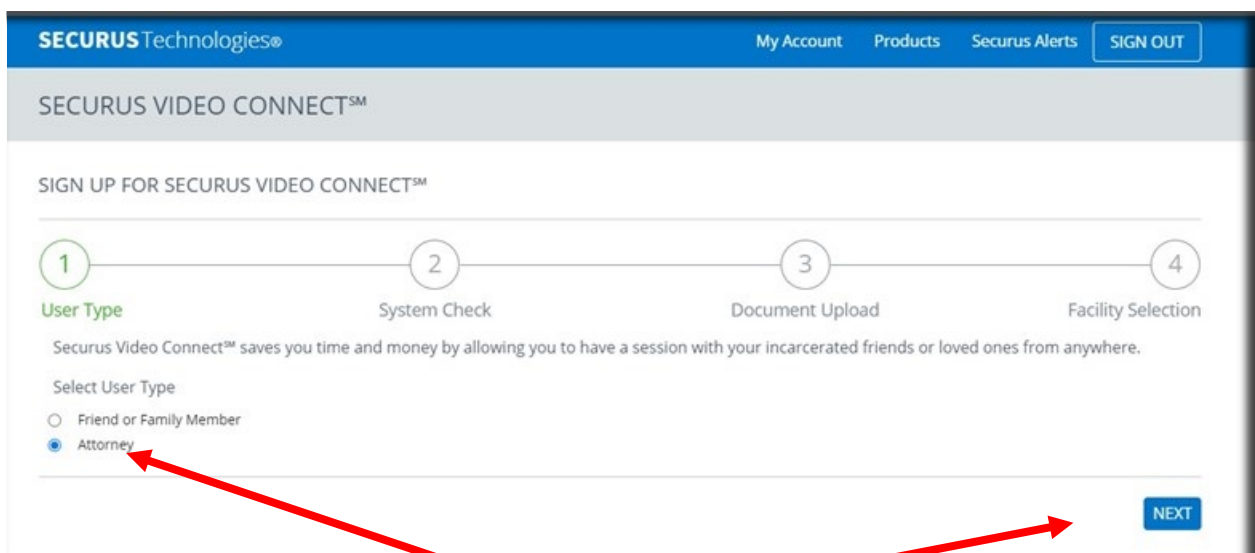 SECURUS Technologies® My Account Products Securus Alerts SIGN OUT
SECURUS VIDEO CONNECT℠
SIGN UP FOR SECURUS VIDEO CONNECT℠
1 2 3 4
User Type System Check Document Upload Facility Selection
Securus Video Connect℠ saves you time and money by allowing you to have a session with your incarcerated friends or loved ones from anywhere.
Select User Type
Friend or Family Member
Attorney
NEXT